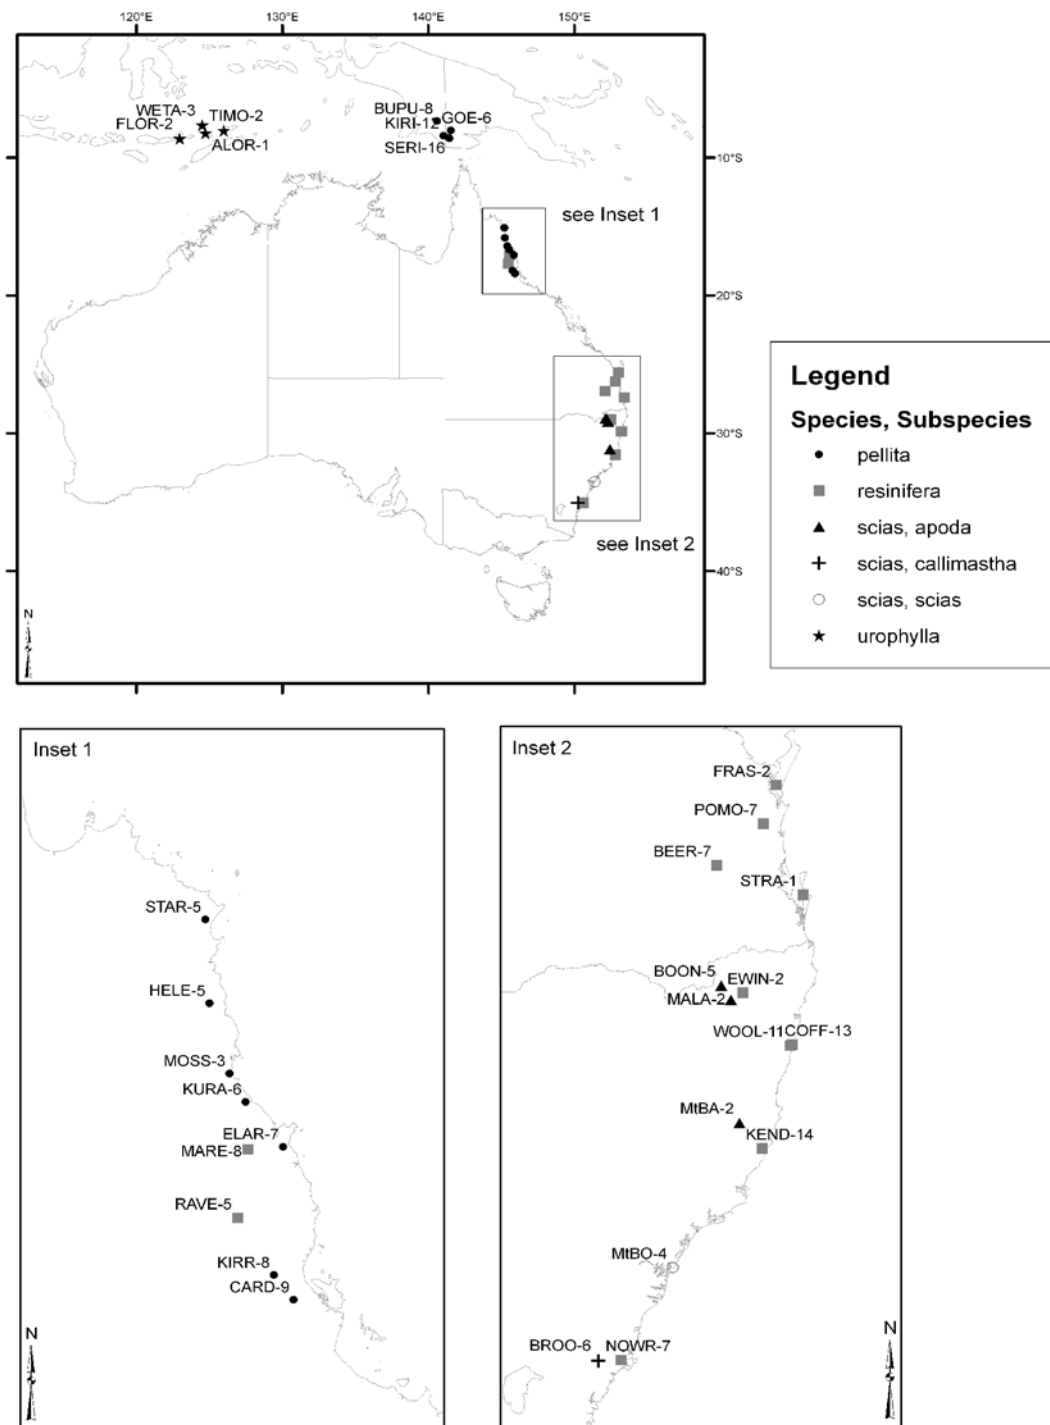 120°E
130°E
140°E
150°E
WETA-3
TIMO-2
FLOR-2
ALOR-1
BUPU-8
GOE-6
KIRI-12
SERI-16
10°S
see Inset 1
20°S
30°S
see Inset 2
40°S
N
Legend
Species, Subspecies
pellita
resinifera
scias, apoda
scias, callimastha
scias, scias
urophylla
Inset 1
STAR-5
HELE-5
MOSS-3
KURA-6
ELAR-7
MARE-8
RAVE-5
KIRR-8
CARD-9
N
Inset 2
FRAS-2
POMO-7
BEER-7
STRA-1
BOON-5
EWIN-2
MALA-2
WOOL-11
COFF-13
MtBA-2
KEND-14
MtBO-4
BROO-6
NOWR-7
N